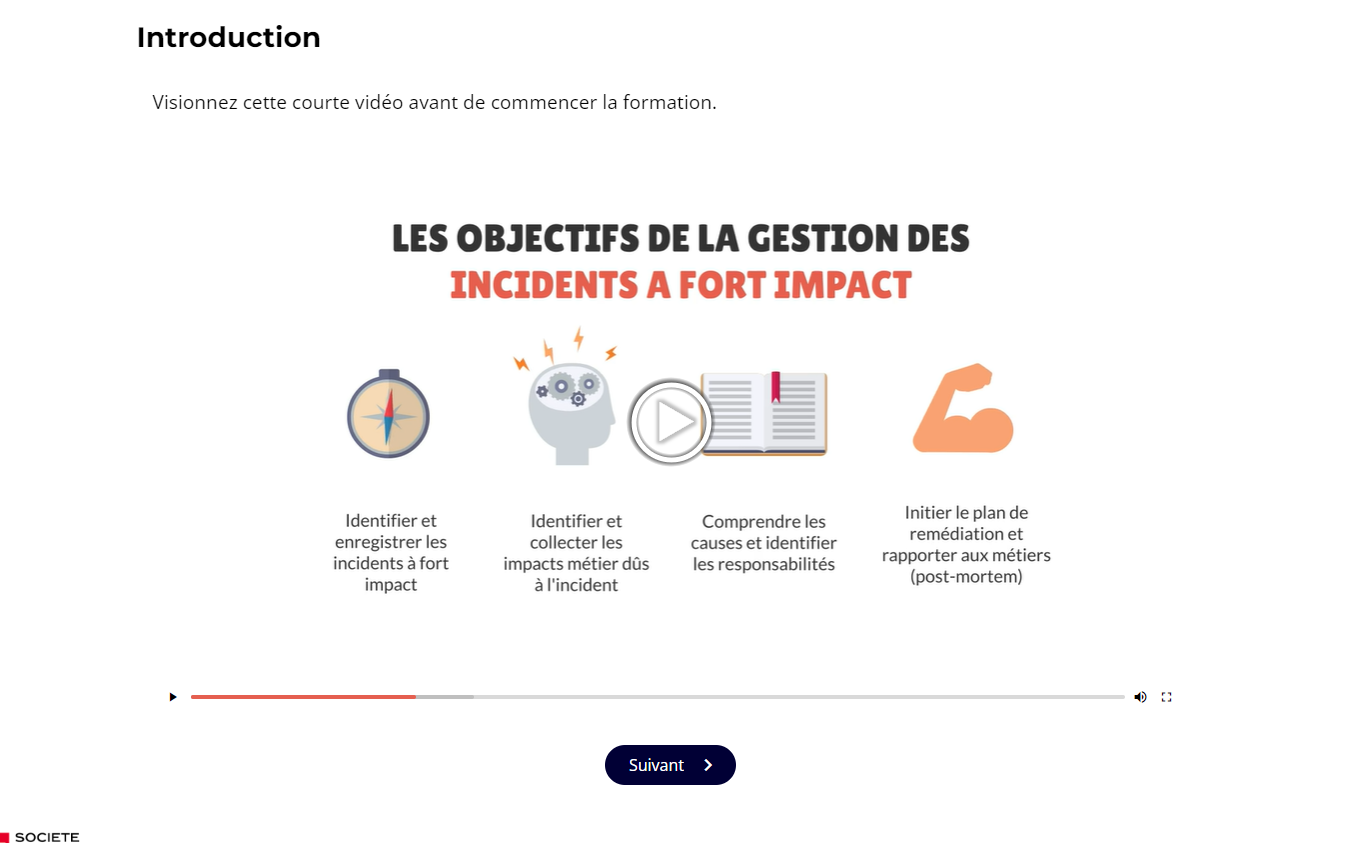 Introduction
Visionnez cette courte vidéo avant de commencer la formation.
LES OBJECTIFS DE LA GESTION DES
INCIDENTS A FORT IMPACT
Identifier et
enregistrer les
incidents à fort
impact
Identifier et
collecter les
impacts métier dûs
à l'incident
Comprendre les
causes et identifier
les responsabilités
Initier le plan de
remédiation et
rapporter aux métiers
(post-mortem)
Suivant
SOCIETE